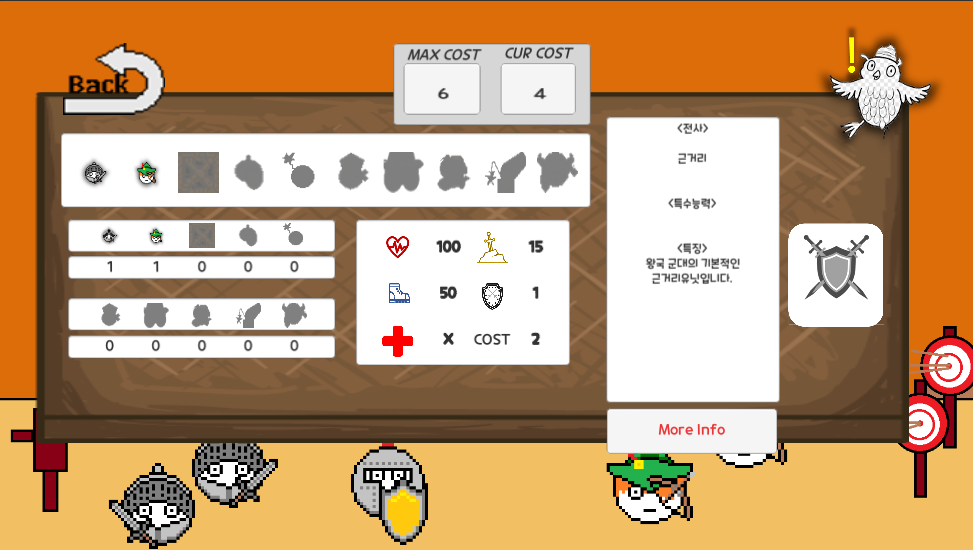 MAX COST
CUR COST
Back
6
4
!
<전사>
근거리
<특수능력>
<특징>
왕국 군대의 기본적인
근거리유닛입니다.
1 1 0 0 0
0 0 0 0 0
100 15
50 1
X COST 2
More Info